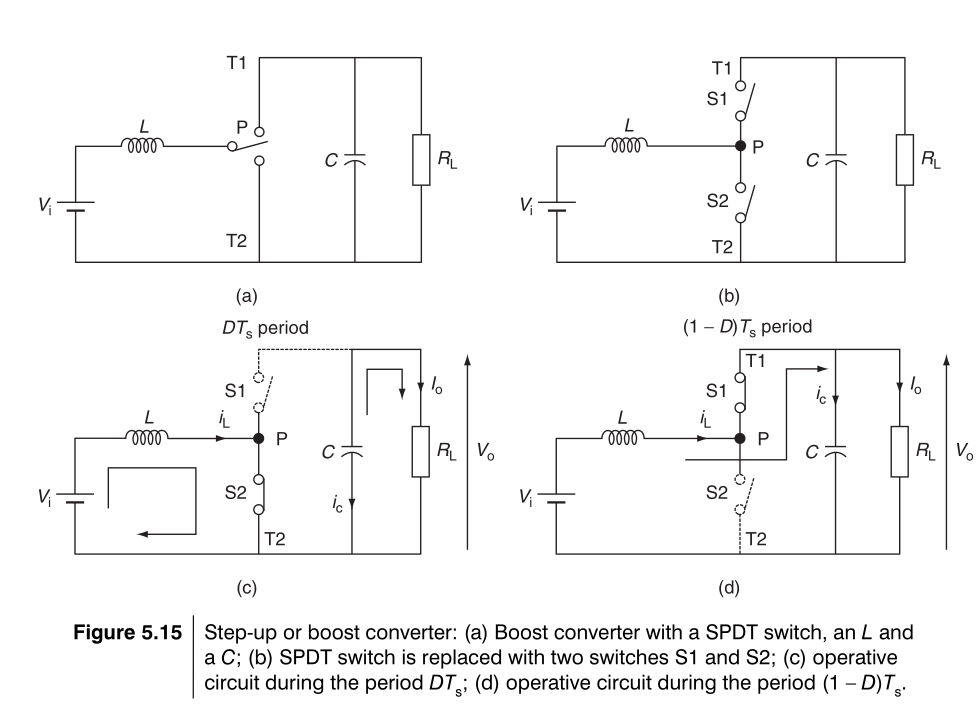 T1
L
P
C
R_L
V_i
T2
(a)
T1
S1
L
P
C
R_L
V_i
S2
T2
(b)
DT_s period
S1
I_o
L
i_L
P
C
R_L
V_o
V_i
S2
i_c
T2
(c)
(1 – D)T_s period
T1
S1
i_c
I_o
L
i_L
P
C
R_L
V_o
V_i
S2
T2
(d)
Figure 5.15 Step-up or boost converter: (a) Boost converter with a SPDT switch, an L and
a C; (b) SPDT switch is replaced with two switches S1 and S2; (c) operative
circuit during the period DT_s; (d) operative circuit during the period (1 – D)T_s.